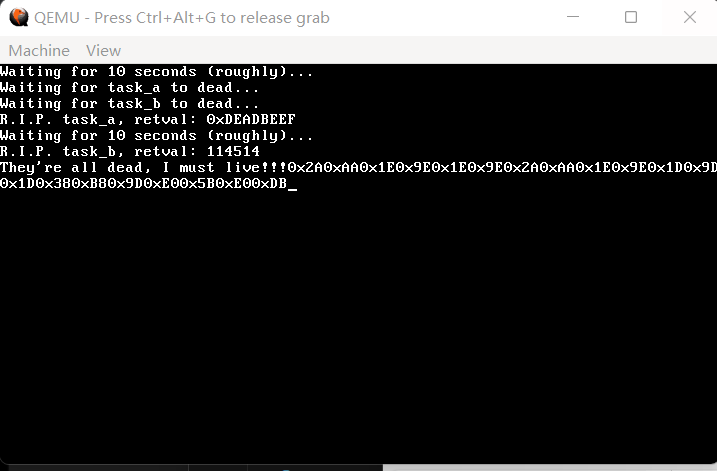 QEMU - Press Ctrl+Alt+G to release grab
Machine View
Waiting for 10 seconds (roughly)...
Waiting for task_a to dead...
Waiting for task_b to dead...
R.I.P. task_a, retval: 0xDEADBEEF
Waiting for 10 seconds (roughly)...
R.I.P. task_b, retval: 114514
They're all dead, I must live!!!0x2A0xAA0x1E0x9E0x1E0x9E0x2A0xAA0x1E0x9E0x1D0x9D
0x1D0x380xB80x9D0xE00x5B0xE00xDB_